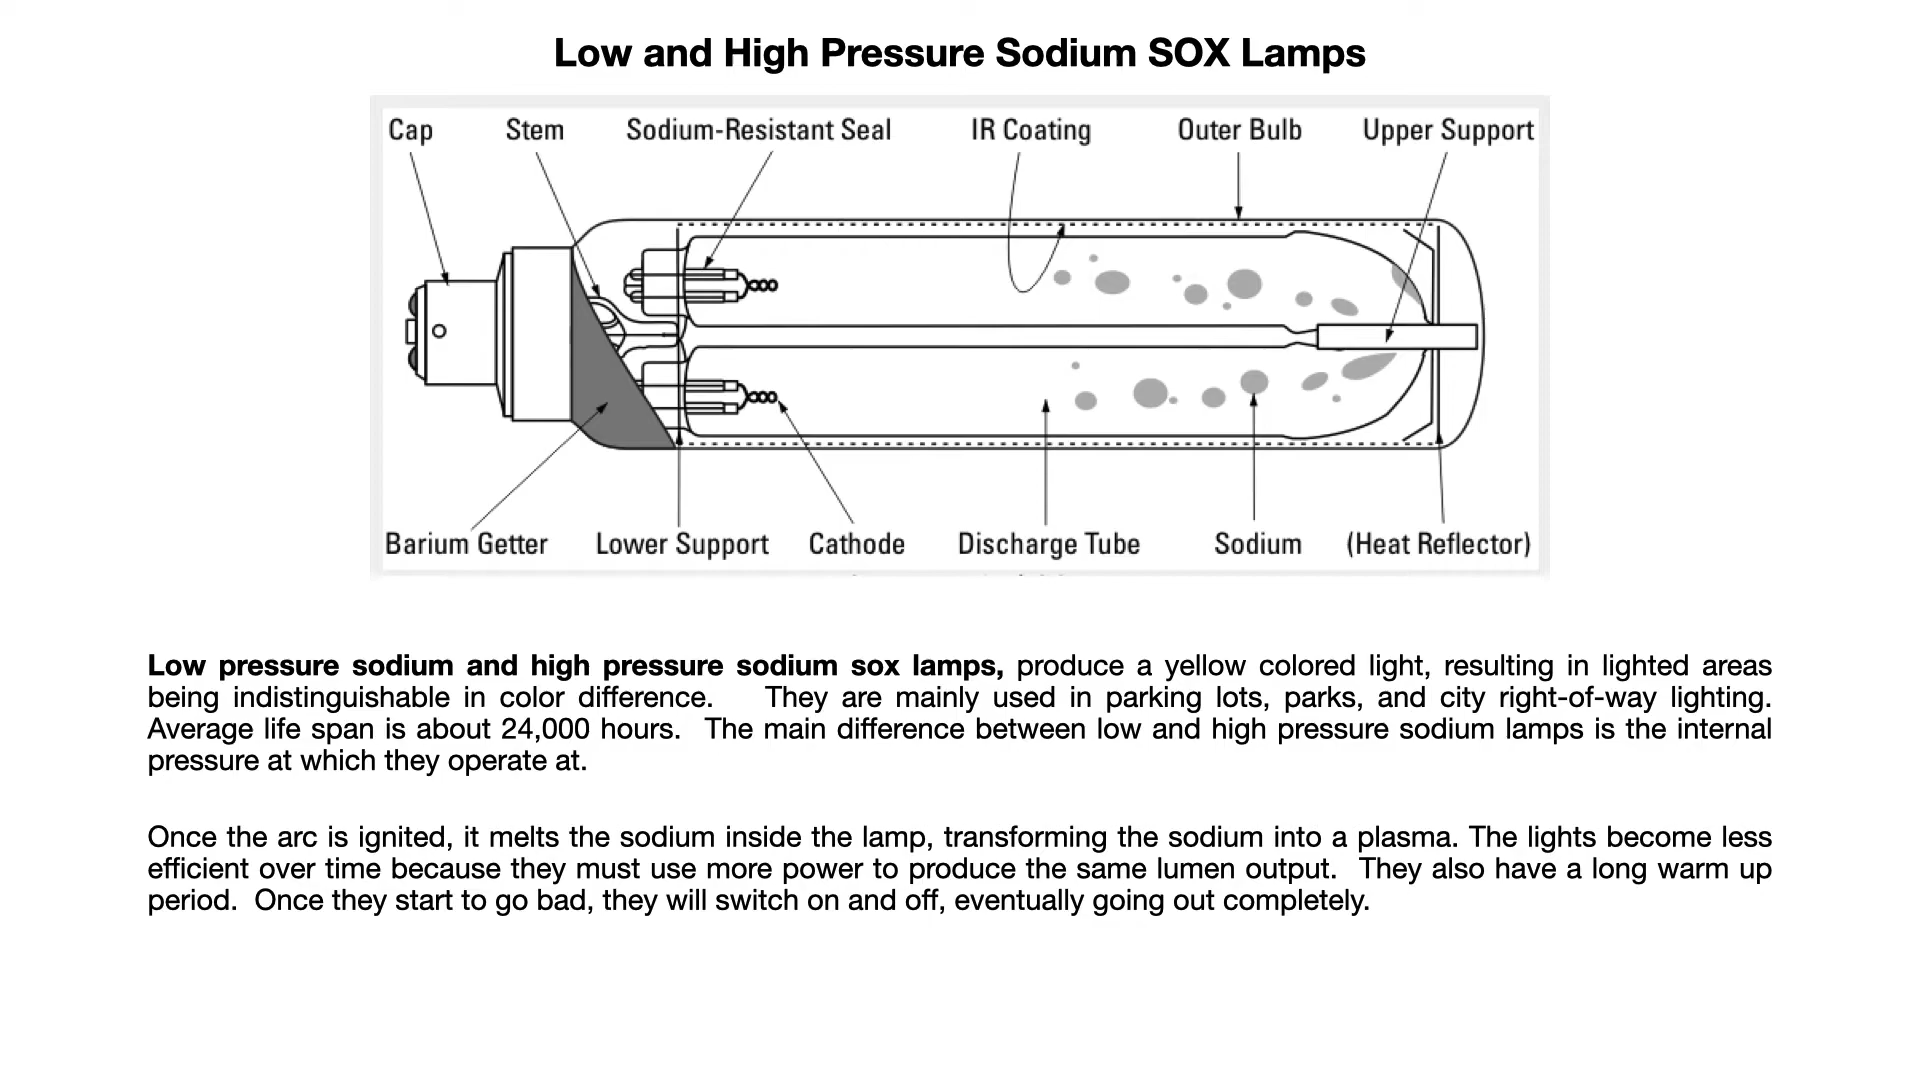 Low and High Pressure Sodium SOX Lamps
Cap Stem Sodium-Resistant Seal IR Coating Outer Bulb Upper Support
Barium Getter Lower Support Cathode Discharge Tube Sodium (Heat Reflector)
Low pressure sodium and high pressure sodium sox lamps, produce a yellow colored light, resulting in lighted areas
being indistinguishable in color difference. They are mainly used in parking lots, parks, and city right-of-way lighting.
Average life span is about 24,000 hours. The main difference between low and high pressure sodium lamps is the internal
pressure at which they operate at.
Once the arc is ignited, it melts the sodium inside the lamp, transforming the sodium into a plasma. The lights become less
efficient over time because they must use more power to produce the same lumen output. They also have a long warm up
period. Once they start to go bad, they will switch on and off, eventually going out completely.